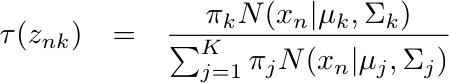 τ(z_{nk}) = \frac{π_k N(x_n|μ_k, Σ_k)}{\sum_{j=1}^{K} π_j N(x_n|μ_j, Σ_j)}